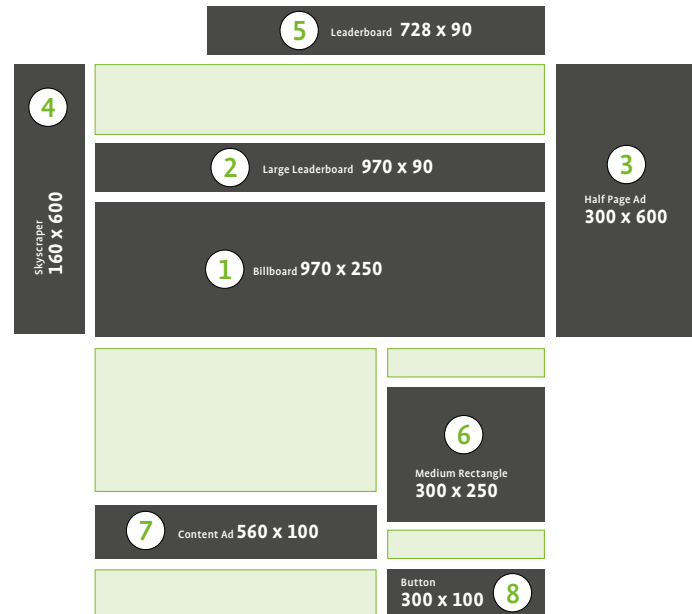 5 Leaderboard 728 x 90
4
Skyscraper
160 x 600
2 Large Leaderboard 970 x 90
3
Half Page Ad
300 x 600
1 Billboard 970 x 250
6
Medium Rectangle
300 x 250
7 Content Ad 560 x 100
Button
300 x 100 8